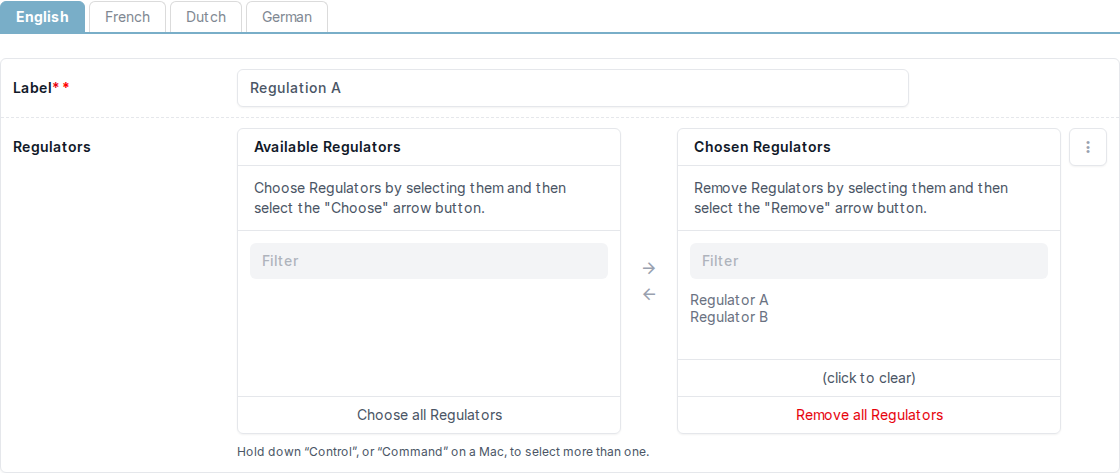 English French Dutch German
Label** Regulation A
Regulators
Available Regulators
Choose Regulators by selecting them and then
select the "Choose" arrow button.
Filter
Choose all Regulators
Hold down “Control”, or “Command” on a Mac, to select more than one.
Chosen Regulators
Remove Regulators by selecting them and then
select the "Remove" arrow button.
Filter
Regulator A
Regulator B
(click to clear)
Remove all Regulators